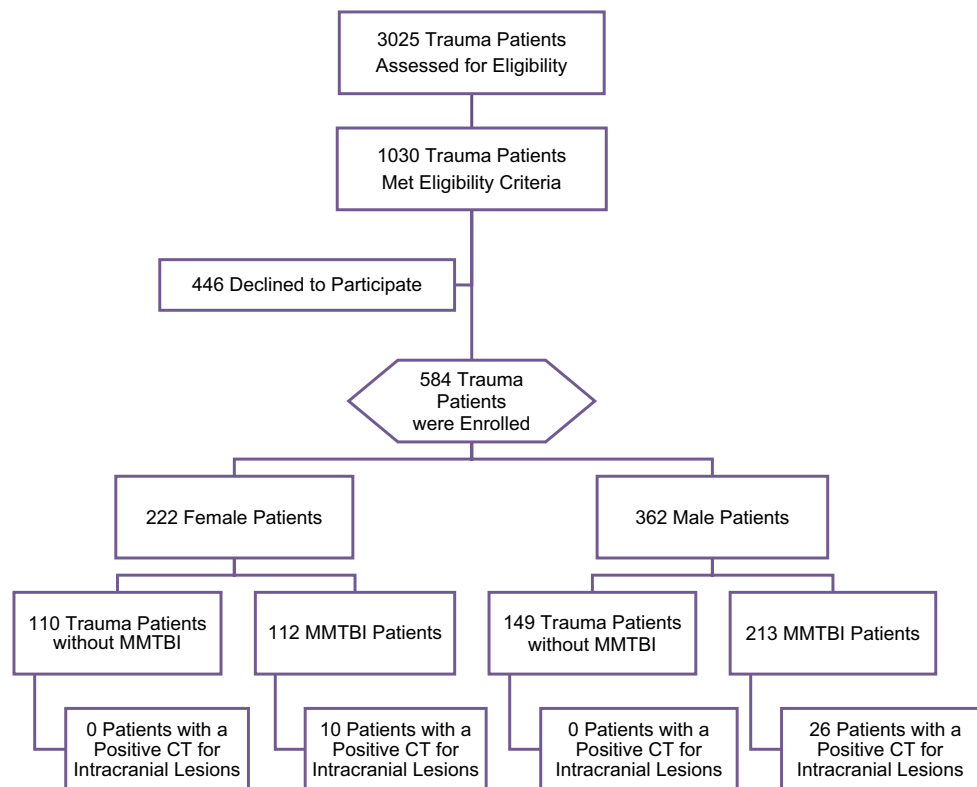 3025 Trauma Patients
Assessed for Eligibility
1030 Trauma Patients
Met Eligibility Criteria
446 Declined to Participate
584 Trauma
Patients
were Enrolled
222 Female Patients
362 Male Patients
110 Trauma Patients
without MMTBI
112 MMTBI Patients
149 Trauma Patients
without MMTBI
213 MMTBI Patients
0 Patients with a
Positive CT for
Intracranial Lesions
10 Patients with a
Positive CT for
Intracranial Lesions
0 Patients with a
Positive CT for
Intracranial Lesions
26 Patients with a
Positive CT for
Intracranial Lesions